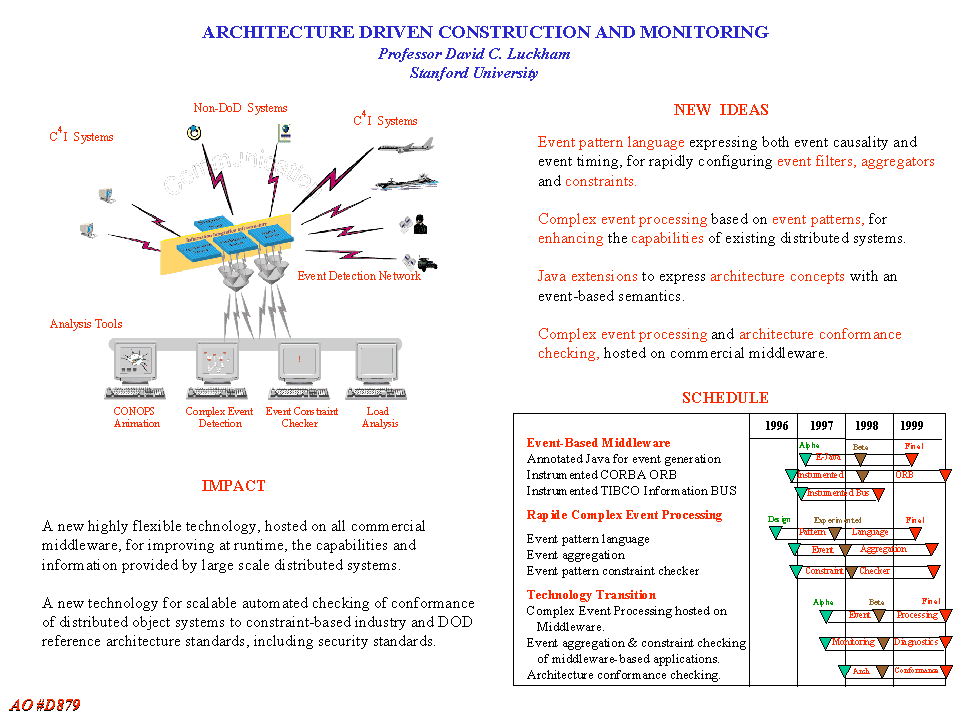 ARCHITECTURE DRIVEN CONSTRUCTION AND MONITORING
Professor David C. Luckham
Stanford University
Non-DoD Systems
C4I Systems
C4I Systems
Communicatio
Information Integration Infrastructure
Event Detection Network
Analysis Tools
CONOPS
Animation
Complex Event
Detection
Event Constraint
Checker
Load
Analysis
IMPACT
A new highly flexible technology, hosted on all commercial
middleware, for improving at runtime, the capabilities and
information provided by large scale distributed systems.
A new technology for scalable automated checking of conformance
of distributed object systems to constraint-based industry and DOD
reference architecture standards, including security standards.
NEW IDEAS
Event pattern language expressing both event causality and
event timing, for rapidly configuring event filters, aggregators
and constraints.
Complex event processing based on event patterns, for
enhancing the capabilities of existing distributed systems.
Java extensions to express architecture concepts with an
event-based semantics.
Complex event processing and architecture conformance
checking, hosted on commercial middleware.
SCHEDULE
1996 1997 1998 1999
Event-Based Middleware
Alpha Beta Final
Annotated Java for event generation
E-Java
Instrumented CORBA ORB
Instumented ORB
Instrumented TIBCO Information BUS
Instumented Bus
Rapide Complex Event Processing
Design Experimented Final
Event pattern language
Pattern Language
Event aggregation
Event Aggregation
Event pattern constraint checker
Constraint Checker
Technology Transition
Alpha Beta Final
Complex Event Processing hosted on
Middleware.
Event Processing
Event aggregation & constraint checking
of middleware-based applications.
Monitoring Diagnostics
Architecture conformance checking.
Arch Conformance
AO #D879